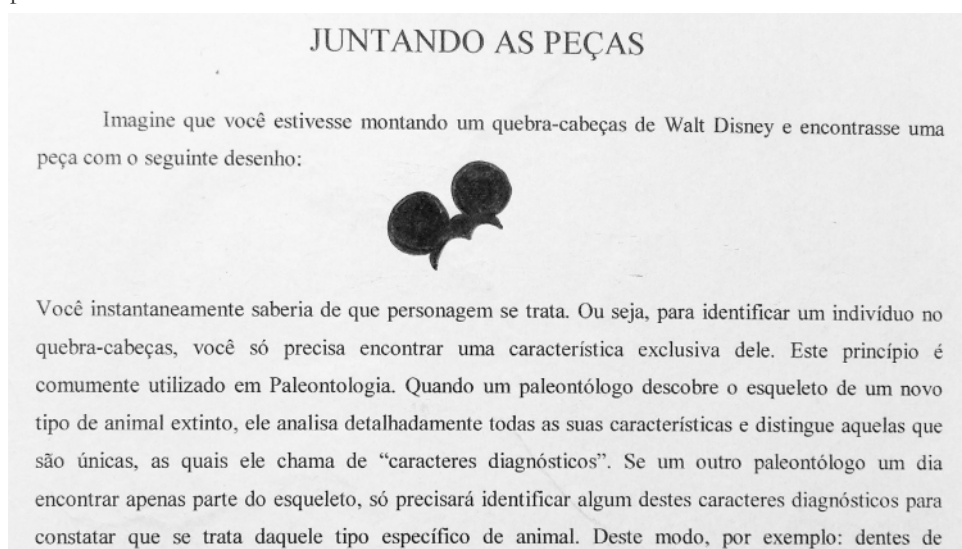 JUNTANDO AS PEÇAS
Imagine que você estivesse montando um quebra-cabeças de Walt Disney e encontrasse uma
peça com o seguinte desenho:
Você instantaneamente saberia de que personagem se trata. Ou seja, para identificar um indivíduo no
quebra-cabeças, você só precisa encontrar uma característica exclusiva dele. Este princípio é
comumente utilizado em Paleontologia. Quando um paleontólogo descobre o esqueleto de um novo
tipo de animal extinto, ele analisa detalhadamente todas as suas características e distingue aquelas que
são únicas, as quais ele chama de “caracteres diagnósticos”. Se um outro paleontólogo um dia
encontrar apenas parte do esqueleto, só precisará identificar algum destes caracteres diagnósticos para
constatar que se trata daquele tipo específico de animal. Deste modo, por exemplo: dentes de